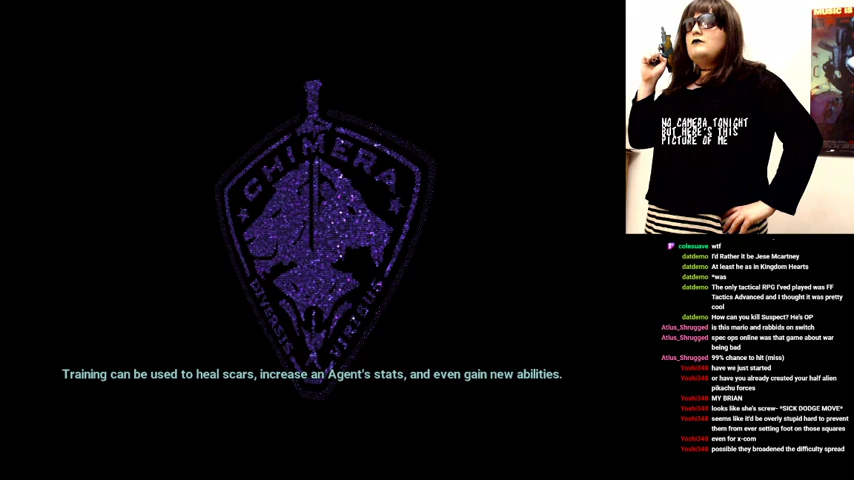 CHIMERA
DIVERSIS
VIRIBUS
Training can be used to heal scars, increase an Agent's stats, and even gain new abilities.
MUSIC IS
NO CAMERA TONIGHT
BUT HERE'S THIS
PICTURE OF ME
colesuave wtf
datdemo I'd Rather it be Jese Mcartney
datdemo At least he as in Kingdom Hearts
datdemo *was
datdemo The only tactical RPG I'ved played was FF
Tactics Advanced and I thought it was pretty
cool
datdemo How can you kill Suspect? He's OP
Atlus_Shrugged is this mario and rabbids on switch
Atlus_Shrugged spec ops online was that game about war
being bad
Atlus_Shrugged 99% chance to hit (miss)
Yoshi348 have we just started
Yoshi348 or have you already created your half alien
pikachu forces
Yoshi348 MY BRIAN
Yoshi348 looks like she's screw- *SICK DODGE MOVE*
Yoshi348 seems like it'd be overly stupid hard to prevent
them from ever setting foot on those squares
Yoshi348 even for x-com
Yoshi348 possible they broadened the difficulty spread